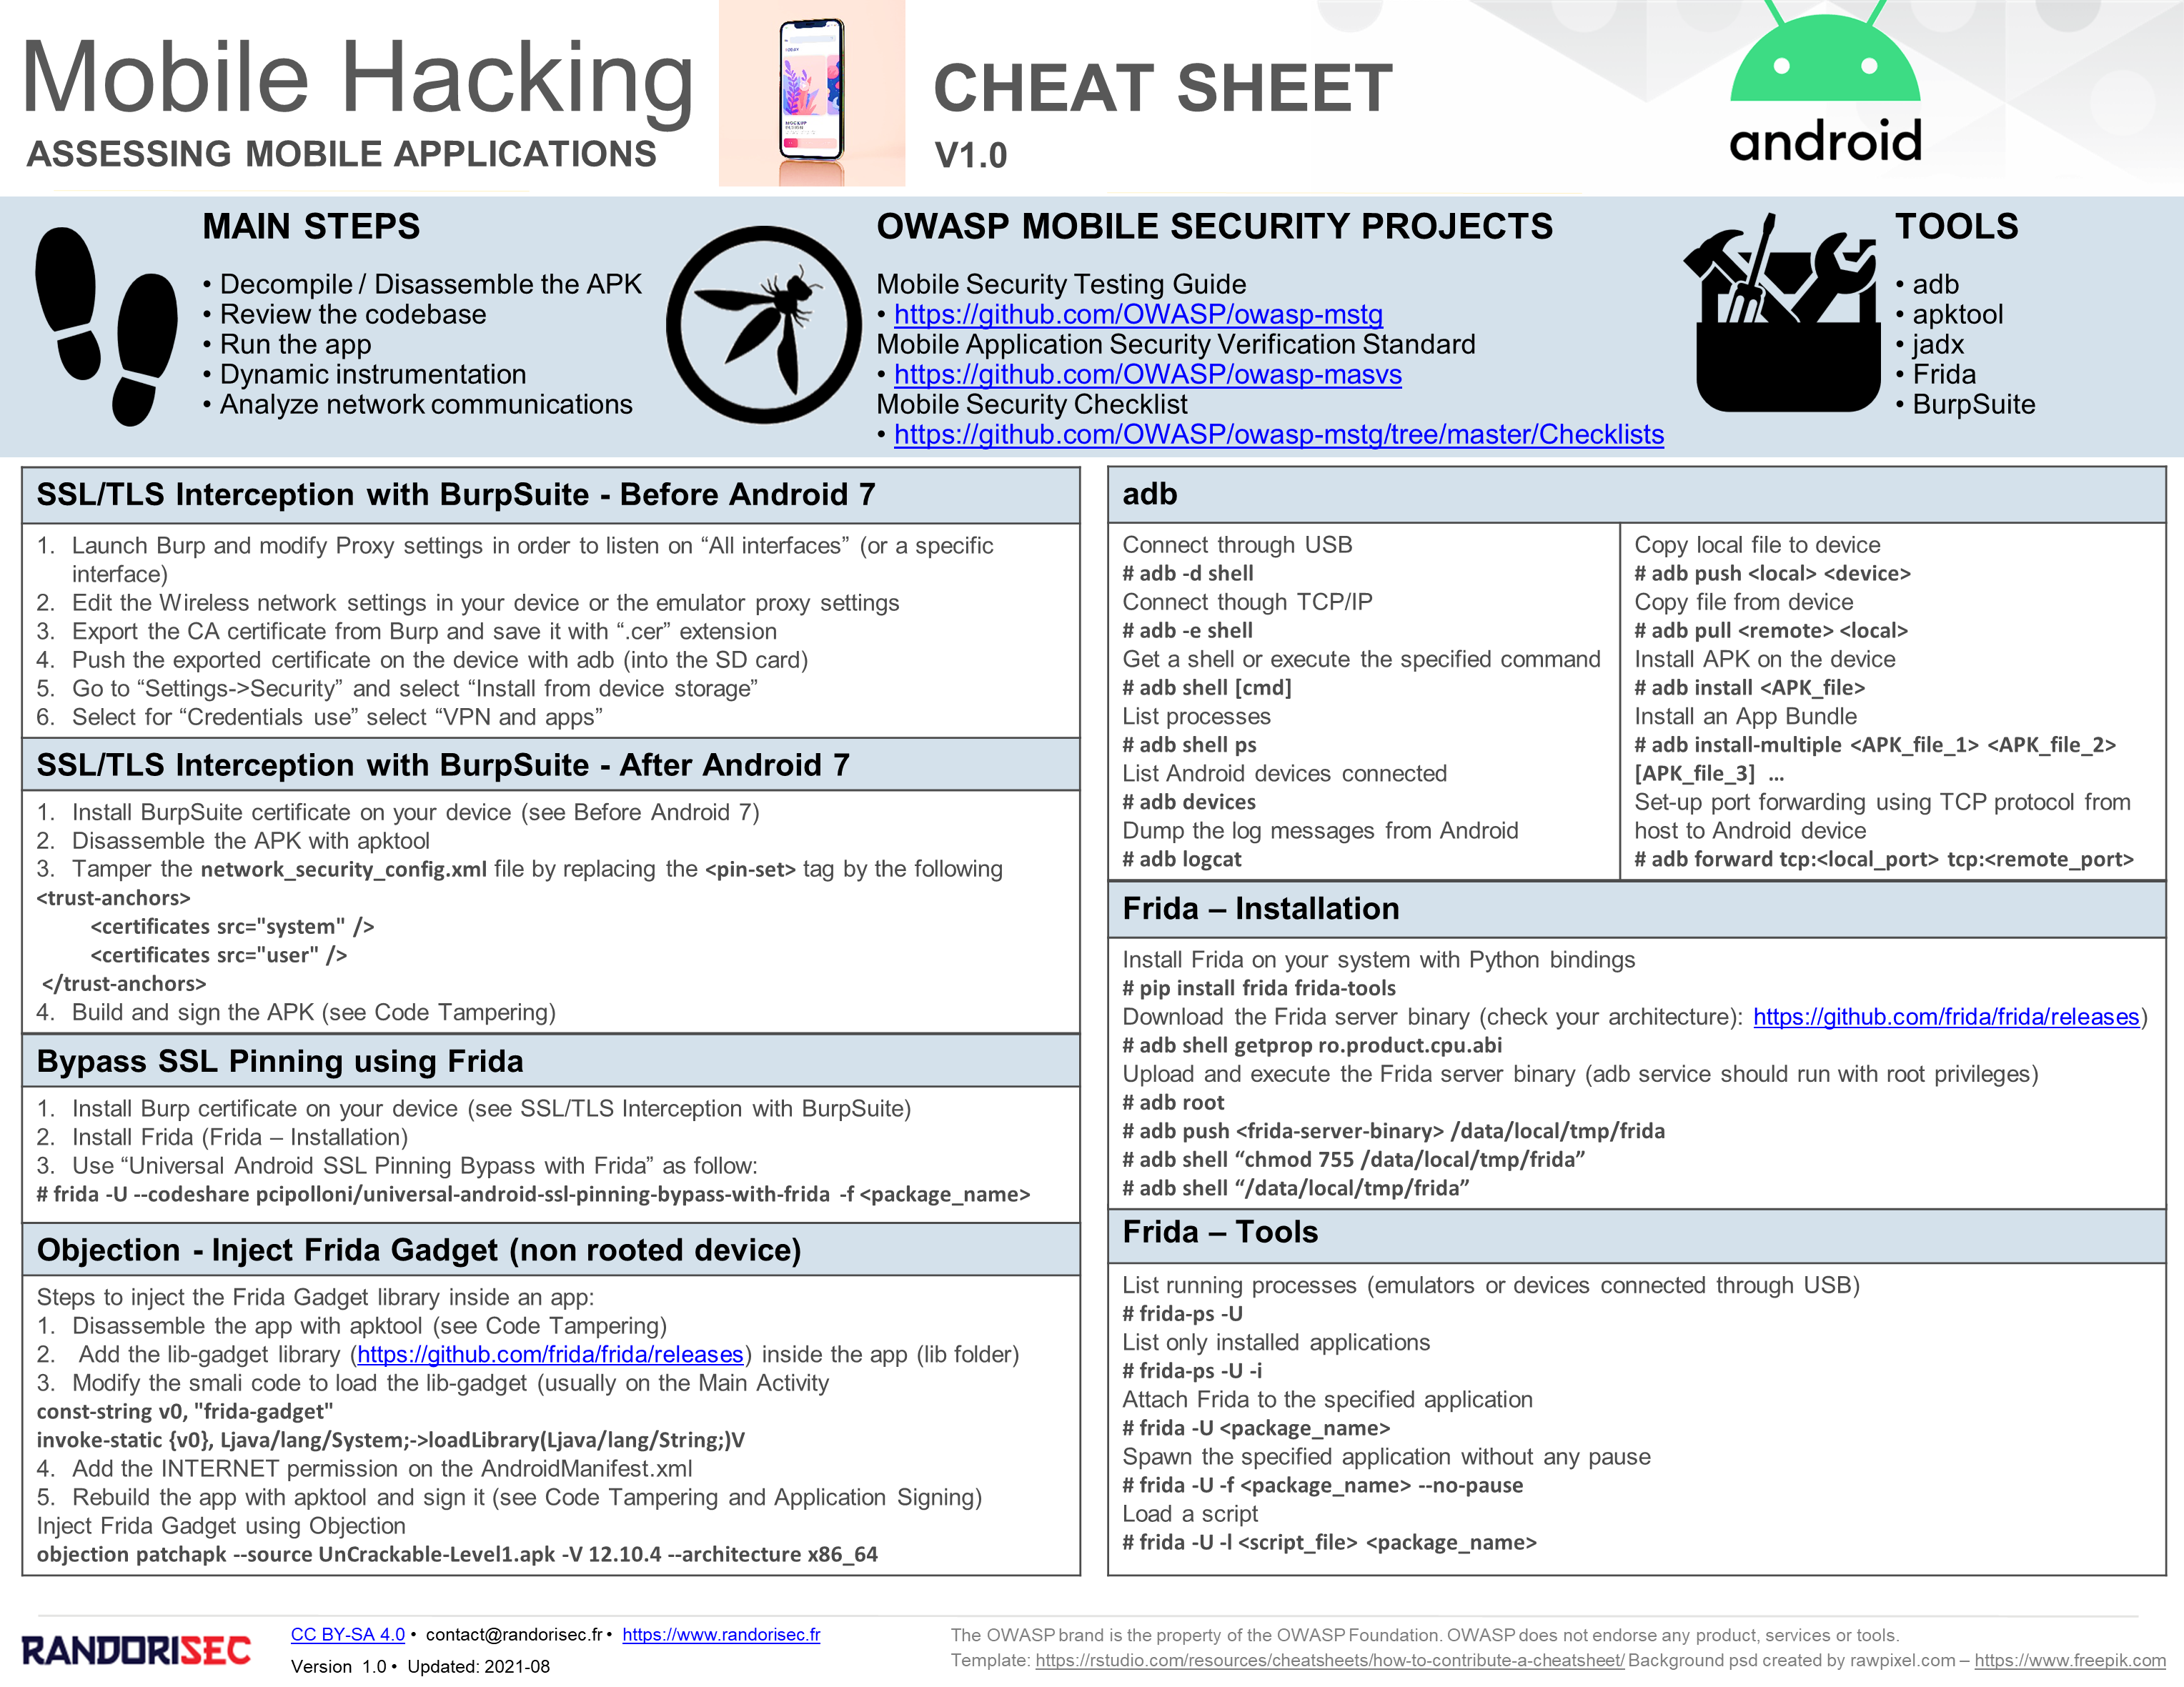 Mobile Hacking
ASSESSING MOBILE APPLICATIONS
CHEAT SHEET
V1.0
android
MAIN STEPS
• Decompile / Disassemble the APK
• Review the codebase
• Run the app
• Dynamic instrumentation
• Analyze network communications
OWASP MOBILE SECURITY PROJECTS
Mobile Security Testing Guide
• https://github.com/OWASP/owasp-mstg
Mobile Application Security Verification Standard
• https://github.com/OWASP/owasp-masvs
Mobile Security Checklist
• https://github.com/OWASP/owasp-mstg/tree/master/Checklists
TOOLS
• adb
• apktool
• jadx
• Frida
• BurpSuite
SSL/TLS Interception with BurpSuite - Before Android 7
1. Launch Burp and modify Proxy settings in order to listen on “All interfaces” (or a specific
interface)
2. Edit the Wireless network settings in your device or the emulator proxy settings
3. Export the CA certificate from Burp and save it with “.cer” extension
4. Push the exported certificate on the device with adb (into the SD card)
5. Go to “Settings->Security” and select “Install from device storage”
6. Select for “Credentials use” select “VPN and apps”
SSL/TLS Interception with BurpSuite - After Android 7
1. Install BurpSuite certificate on your device (see Before Android 7)
2. Disassemble the APK with apktool
3. Tamper the network_security_config.xml file by replacing the <pin-set> tag by the following
<trust-anchors>
<certificates src="system" />
<certificates src="user" />
</trust-anchors>
4. Build and sign the APK (see Code Tampering)
Bypass SSL Pinning using Frida
1. Install Burp certificate on your device (see SSL/TLS Interception with BurpSuite)
2. Install Frida (Frida – Installation)
3. Use “Universal Android SSL Pinning Bypass with Frida” as follow:
# frida -U --codeshare pcipolloni/universal-android-ssl-pinning-bypass-with-frida -f <package_name>
Objection - Inject Frida Gadget (non rooted device)
Steps to inject the Frida Gadget library inside an app:
1. Disassemble the app with apktool (see Code Tampering)
2. Add the lib-gadget library (https://github.com/frida/frida/releases) inside the app (lib folder)
3. Modify the smali code to load the lib-gadget (usually on the Main Activity
const-string v0, "frida-gadget"
invoke-static {v0}, Ljava/lang/System;->loadLibrary(Ljava/lang/String;)V
4. Add the INTERNET permission on the AndroidManifest.xml
5. Rebuild the app with apktool and sign it (see Code Tampering and Application Signing)
Inject Frida Gadget using Objection
objection patchapk --source UnCrackable-Level1.apk -V 12.10.4 --architecture x86_64
adb
Connect through USB
# adb -d shell
Connect though TCP/IP
# adb -e shell
Get a shell or execute the specified command
# adb shell [cmd]
List processes
# adb shell ps
List Android devices connected
# adb devices
Dump the log messages from Android
# adb logcat
Copy local file to device
# adb push <local> <device>
Copy file from device
# adb pull <remote> <local>
Install APK on the device
# adb install <APK_file>
Install an App Bundle
# adb install-multiple <APK_file_1> <APK_file_2>
[APK_file_3] ...
Set-up port forwarding using TCP protocol from
host to Android device
# adb forward tcp:<local_port> tcp:<remote_port>
Frida – Installation
Install Frida on your system with Python bindings
# pip install frida frida-tools
Download the Frida server binary (check your architecture): https://github.com/frida/frida/releases)
# adb shell getprop ro.product.cpu.abi
Upload and execute the Frida server binary (adb service should run with root privileges)
# adb root
# adb push <frida-server-binary> /data/local/tmp/frida
# adb shell “chmod 755 /data/local/tmp/frida”
# adb shell “/data/local/tmp/frida”
Frida – Tools
List running processes (emulators or devices connected through USB)
# frida-ps -U
List only installed applications
# frida-ps -U -i
Attach Frida to the specified application
# frida -U <package_name>
Spawn the specified application without any pause
# frida -U -f <package_name> --no-pause
Load a script
# frida -U -l <script_file> <package_name>
RANDORISEC
CC BY-SA 4.0 • contact@randorisec.fr • https://www.randorisec.fr
Version 1.0 • Updated: 2021-08
The OWASP brand is the property of the OWASP Foundation. OWASP does not endorse any product, services or tools.
Template: https://rstudio.com/resources/cheatsheets/how-to-contribute-a-cheatsheet/ Background psd created by rawpixel.com – https://www.freepik.com